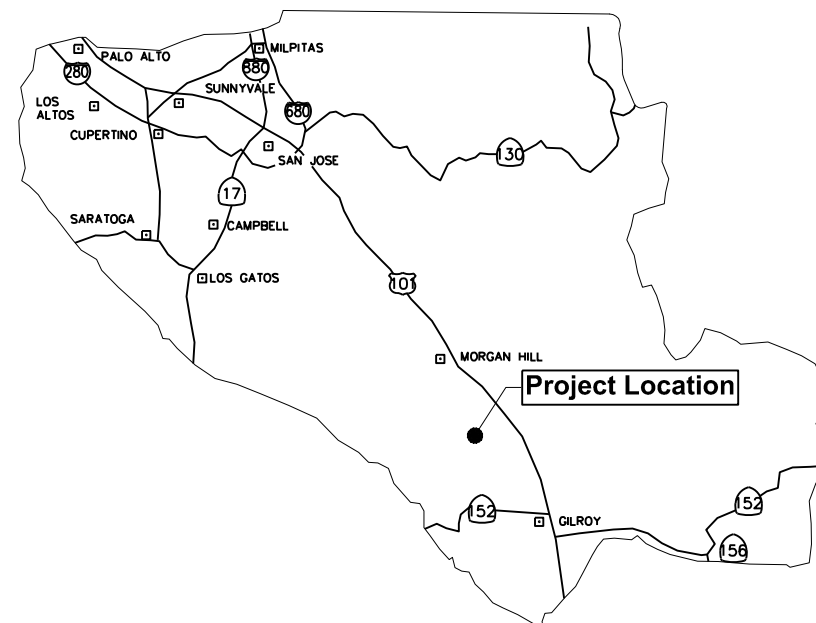 MILPITAS
PALO ALTO
280
880
SUNNYVALE
LOS
ALTOS
680
CUPERTINO
130
SAN JOSE
17
SARATOGA
CAMPBELL
LOS GATOS
101
MORGAN HILL
Project Location
152
152
GILROY
156